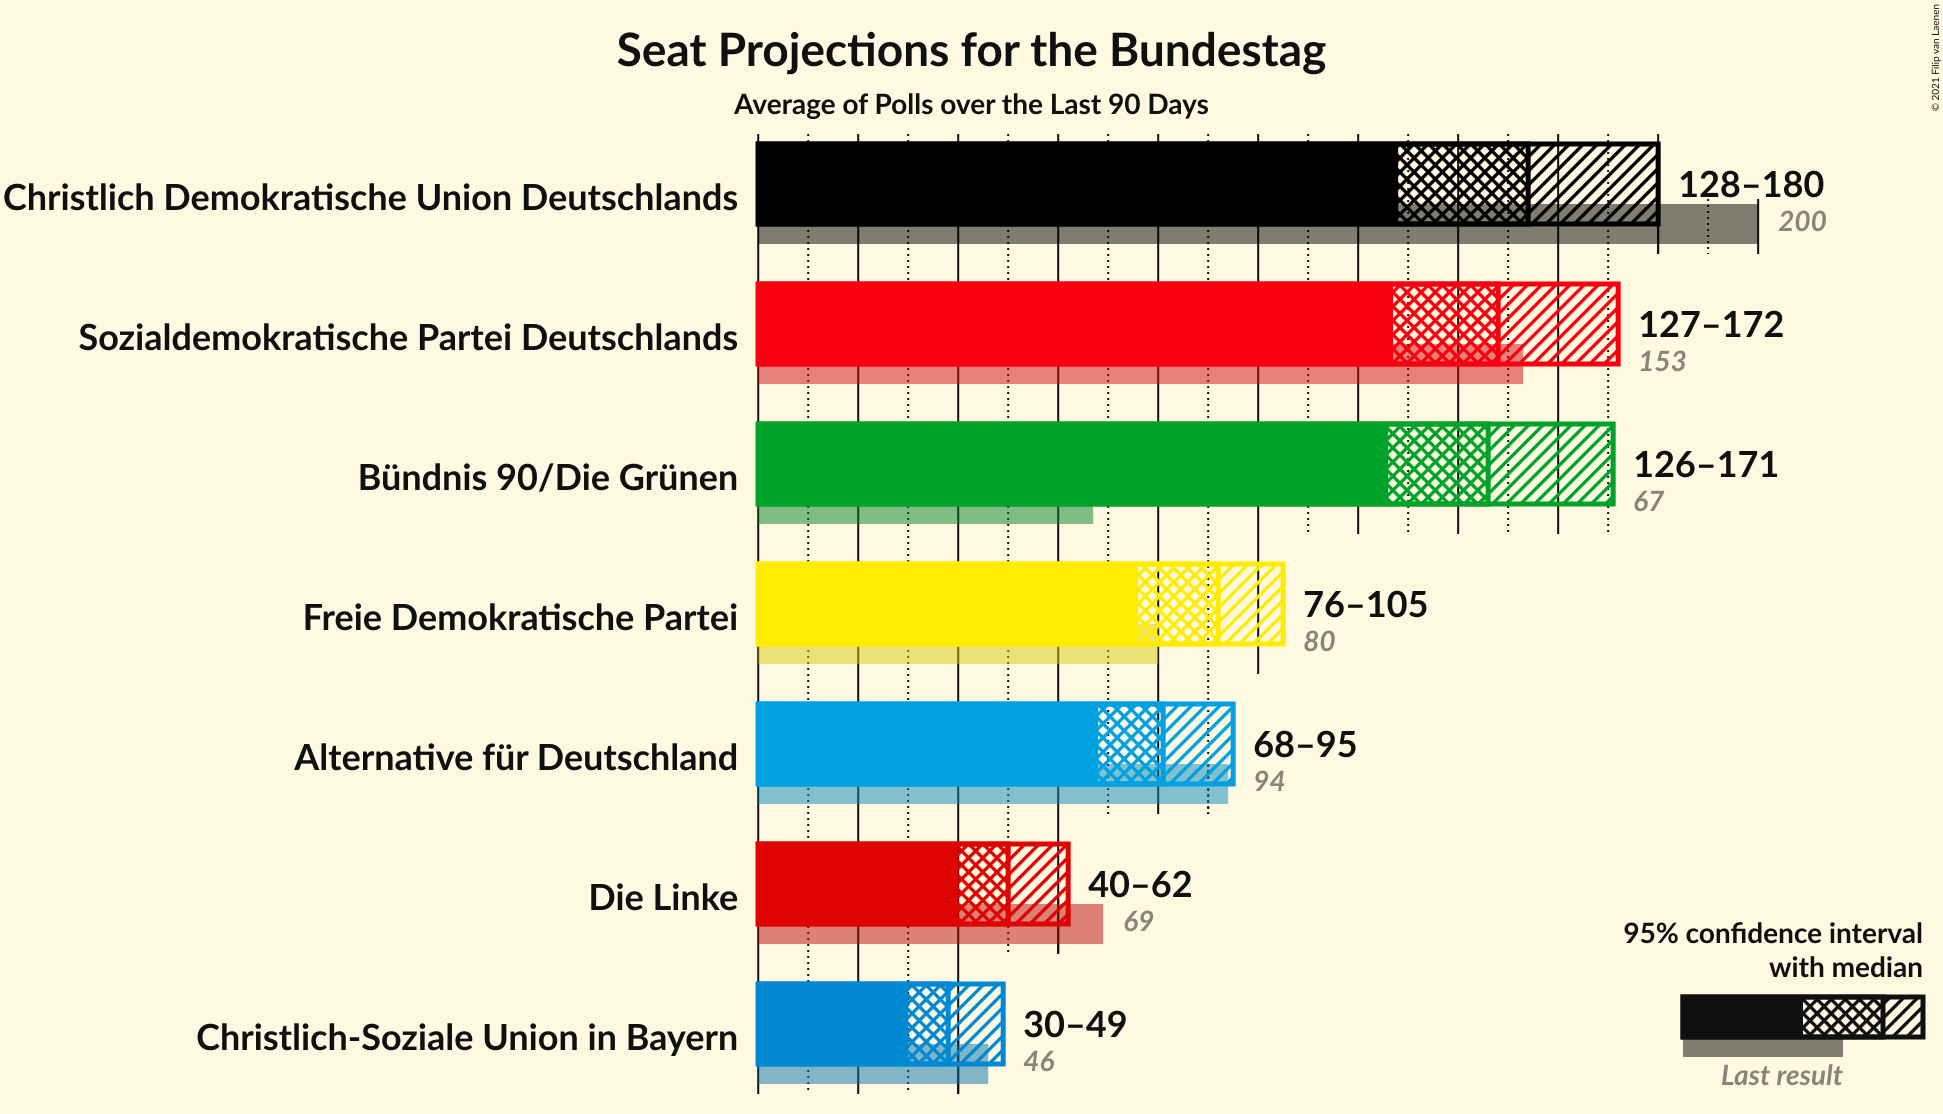 Seat Projections for the Bundestag
Average of Polls over the Last 90 Days
© 2021 Filip van Laenen
Christlich Demokratische Union Deutschlands
128–180
200
Sozialdemokratische Partei Deutschlands
127–172
153
Bündnis 90/Die Grünen
126–171
67
Freie Demokratische Partei
76–105
80
Alternative für Deutschland
68–95
94
Die Linke
40–62
69
Christlich-Soziale Union in Bayern
30–49
46
95% confidence interval
with median
Last result